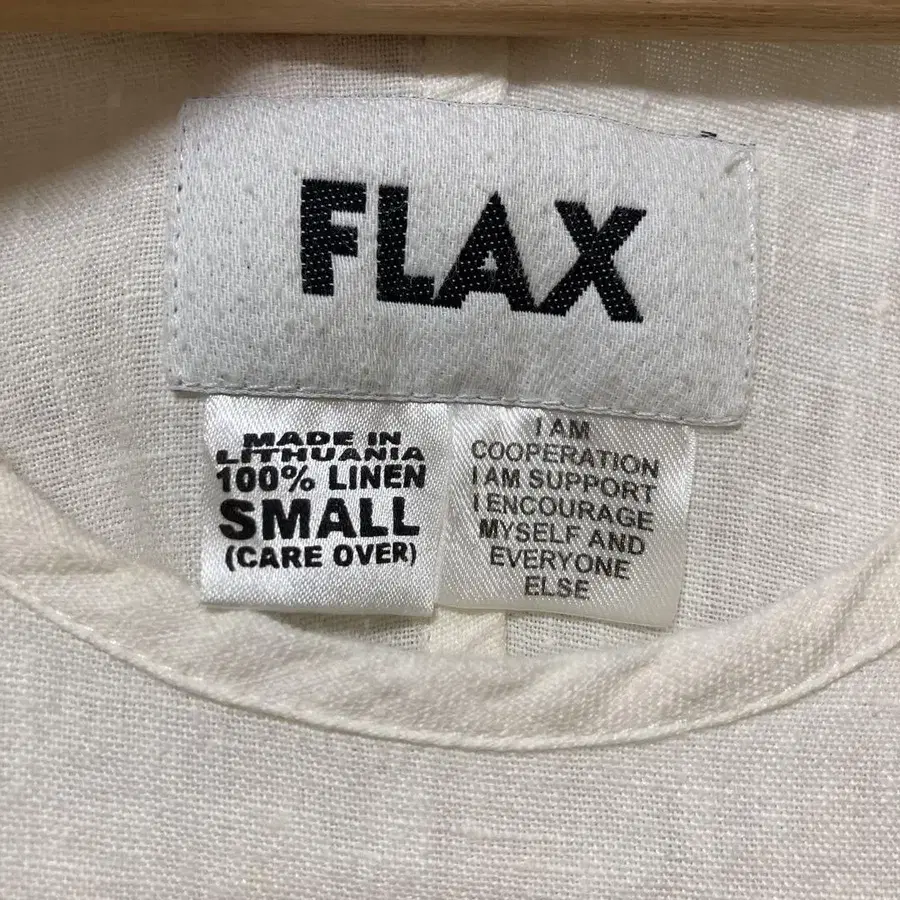 FLAX
MADE IN
LITHUANIA
100% LINEN
SMALL
(CARE OVER)
I AM
COOPERATION
I AM SUPPORT
I ENCOURAGE
MYSELF AND
EVERYONE
ELSE